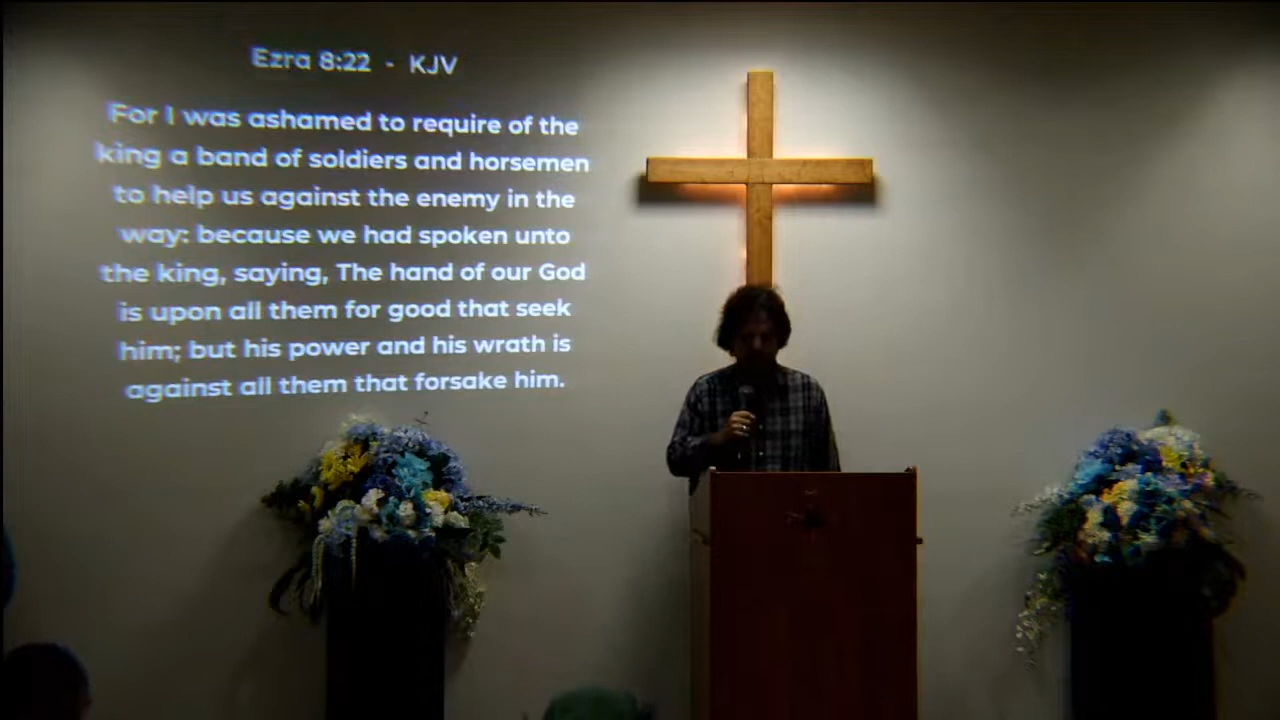 Ezra 8:22 - KJV
For I was ashamed to require of the
king a band of soldiers and horsemen
to help us against the enemy in the
way: because we had spoken unto
the king, saying, The hand of our God
is upon all them for good that seek
him; but his power and his wrath is
against all them that forsake him.